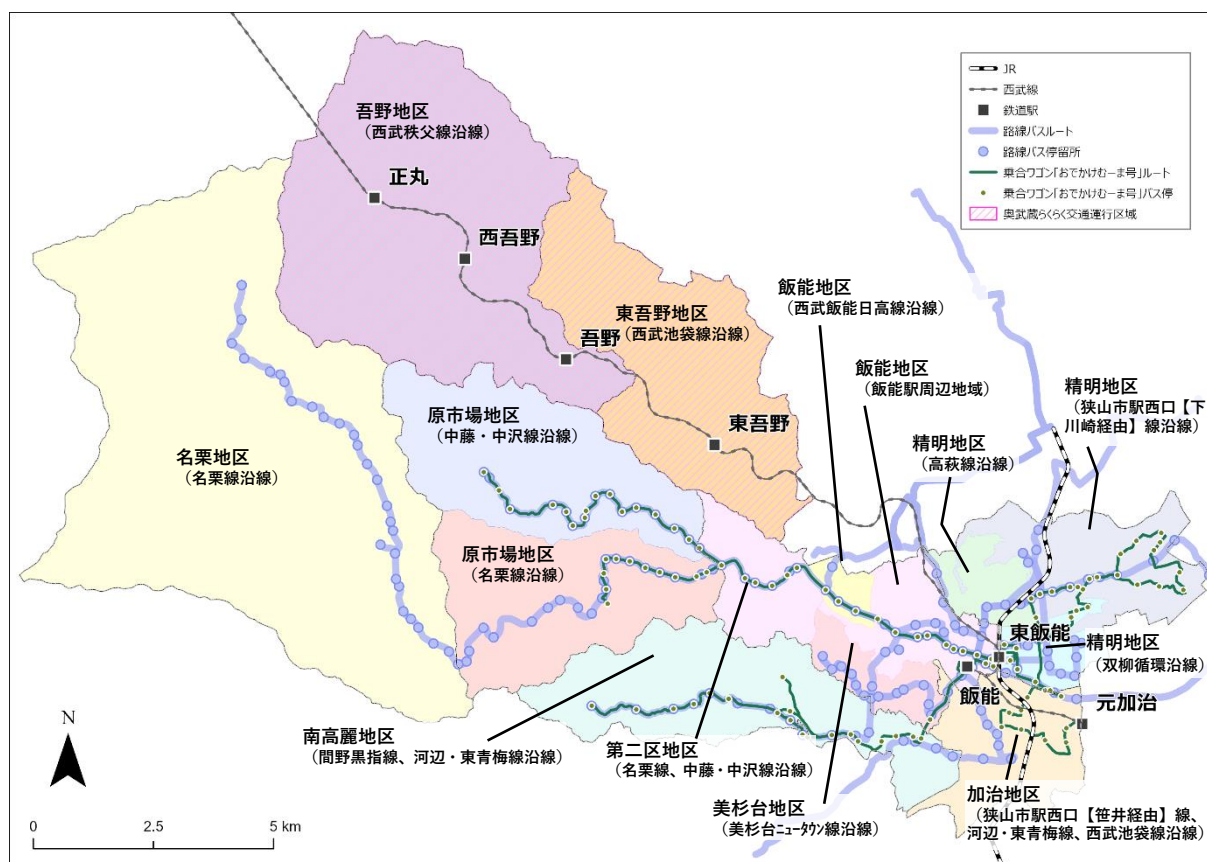 JR
西武線
鉄道駅
路線バスルート
路線バス停留所
乗合ワゴン「おでかけむーま号」ルート
乗合ワゴン「おでかけむーま号」バス停
奥武蔵らくらく交通運行区域
吾野地区
（西武秩父線沿線）
正丸
西吾野
東吾野地区
（西武池袋線沿線）
吾野
飯能地区
（西武飯能日高線沿線）
飯能地区
（飯能駅周辺地域）
精明地区
（狭山市駅西口【下
川崎経由】線沿線）
原市場地区
（中藤・中沢線沿線）
東吾野
精明地区
（高萩線沿線）
名栗地区
（名栗線沿線）
原市場地区
（名栗線沿線）
東飯能
精明地区
（双柳循環沿線）
飯能
元加治
南高麗地区
（間野黒指線、河辺・東青梅線沿線）
第二区地区
（名栗線、中藤・中沢線沿線）
美杉台地区
（美杉台ニュータウン線沿線）
加治地区
（狭山市駅西口【笹井経由】線、
河辺・東青梅線、西武池袋線沿線）
N
0 2.5 5 km